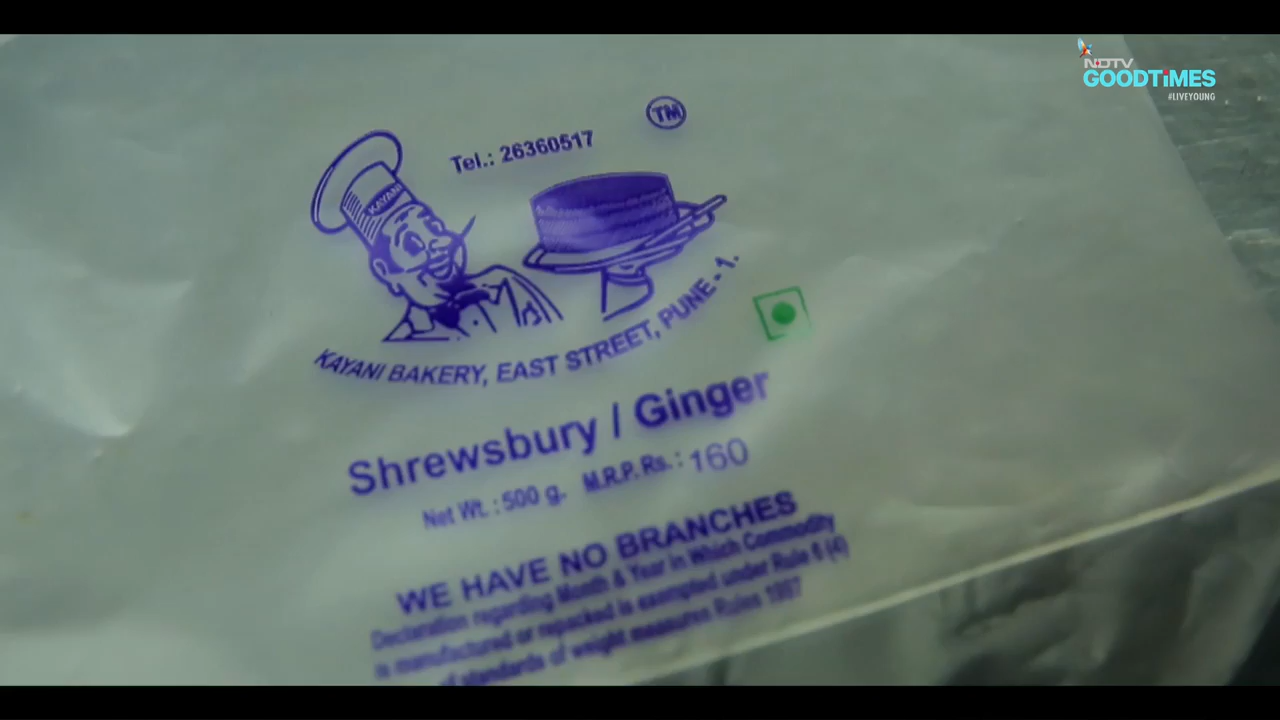 NDTV
GOODTiMES
#LIVEYOUNG
TM
Tel.: 26360517
KAYANI
KAYANI BAKERY, EAST STREET, PUNE - 1.
Shrewsbury / Ginger
Net Wt. : 500 g. M.R.P. Rs. : 160
WE HAVE NO BRANCHES
Declaration regarding Month & Year in Which Commodity
is manufactured or repacked is exempted under Rule 6 (4)
of standards of weight measures Rules 1997